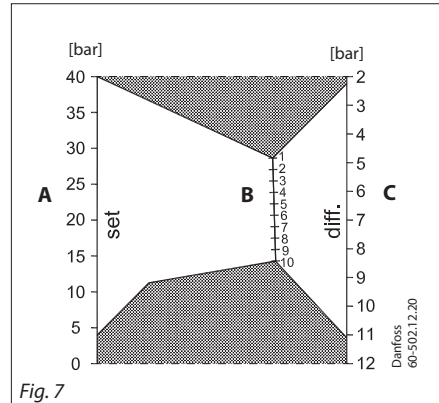 [bar] [bar]
40 2
35 3
30 4
1
5
2
25 3
6
A B 4 C
20 5
set 6 diff. 7
15 7
8
8
9
10 10 9
10
5 11
0 12
Danfoss
60-502.12.20
Fig. 7